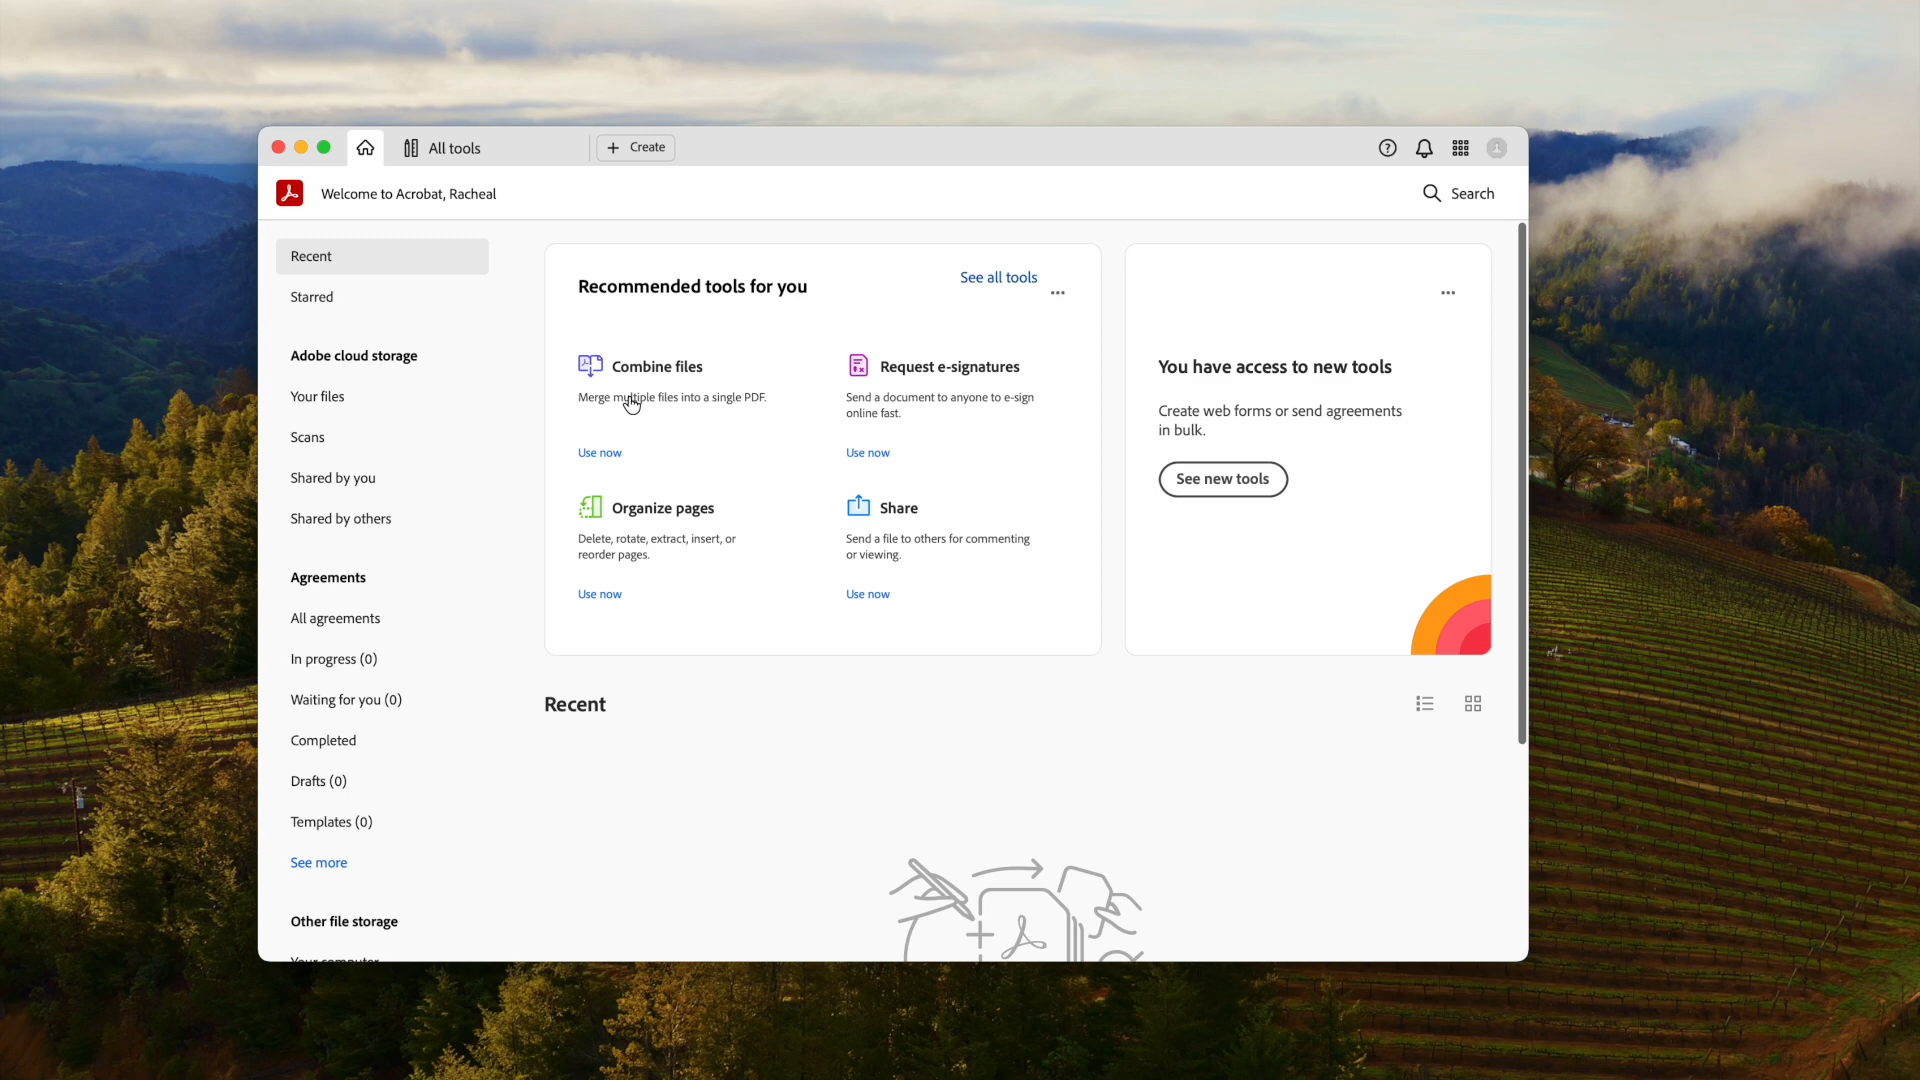 All tools
Create
Welcome to Acrobat, Racheal
Search
Recent
Starred
Adobe cloud storage
Your files
Scans
Shared by you
Shared by others
Agreements
All agreements
In progress (0)
Waiting for you (0)
Completed
Drafts (0)
Templates (0)
See more
Other file storage
Your computer
Recommended tools for you
See all tools
Combine files
Merge multiple files into a single PDF.
Use now
Request e-signatures
Send a document to anyone to e-sign
online fast.
Use now
Organize pages
Delete, rotate, extract, insert, or
reorder pages.
Use now
Share
Send a file to others for commenting
or viewing.
Use now
You have access to new tools
Create web forms or send agreements
in bulk.
See new tools
Recent